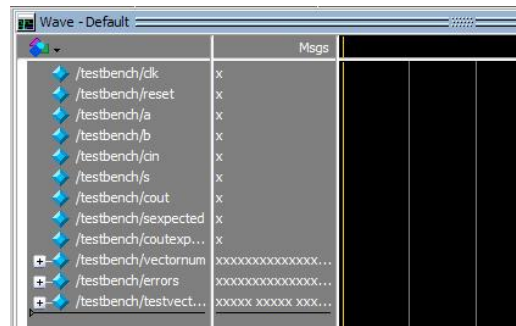 Wave - Default
Msgs
/testbench/clk x
/testbench/reset x
/testbench/a x
/testbench/b x
/testbench/cin x
/testbench/s x
/testbench/cout x
/testbench/sexpected x
/testbench/coutexp... x
/testbench/vectornum xxxxxxxxxxxxxx...
/testbench/errors xxxxxxxxxxxxxx...
/testbench/testvect... xxxxx xxxxx xxx...